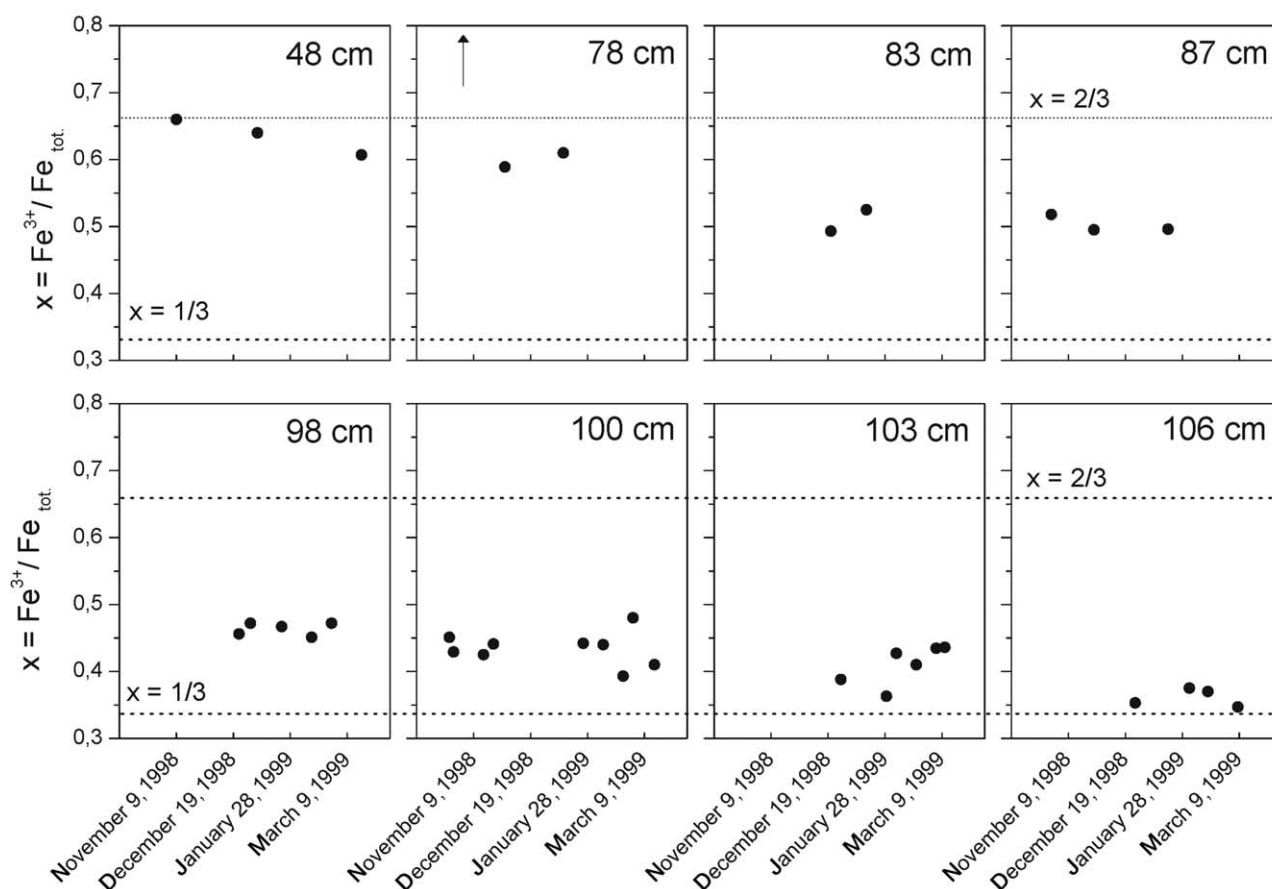 0,8
0,7
0,6
0,5
0,4
0,3
x = Fe3+/ Fe tot.
48 cm
x = 1/3
78 cm
83 cm
87 cm
x = 2/3
0,8
0,7
0,6
0,5
0,4
0,3
x = Fe3+/ Fe tot.
98 cm
x = 1/3
100 cm
103 cm
106 cm
x = 2/3
November 9, 1998
December 19, 1998
January 28, 1999
March 9, 1999
November 9, 1998
December 19, 1998
January 28, 1999
March 9, 1999
November 9, 1998
December 19, 1998
January 28, 1999
March 9, 1999
November 9, 1998
December 19, 1998
January 28, 1999
March 9, 1999